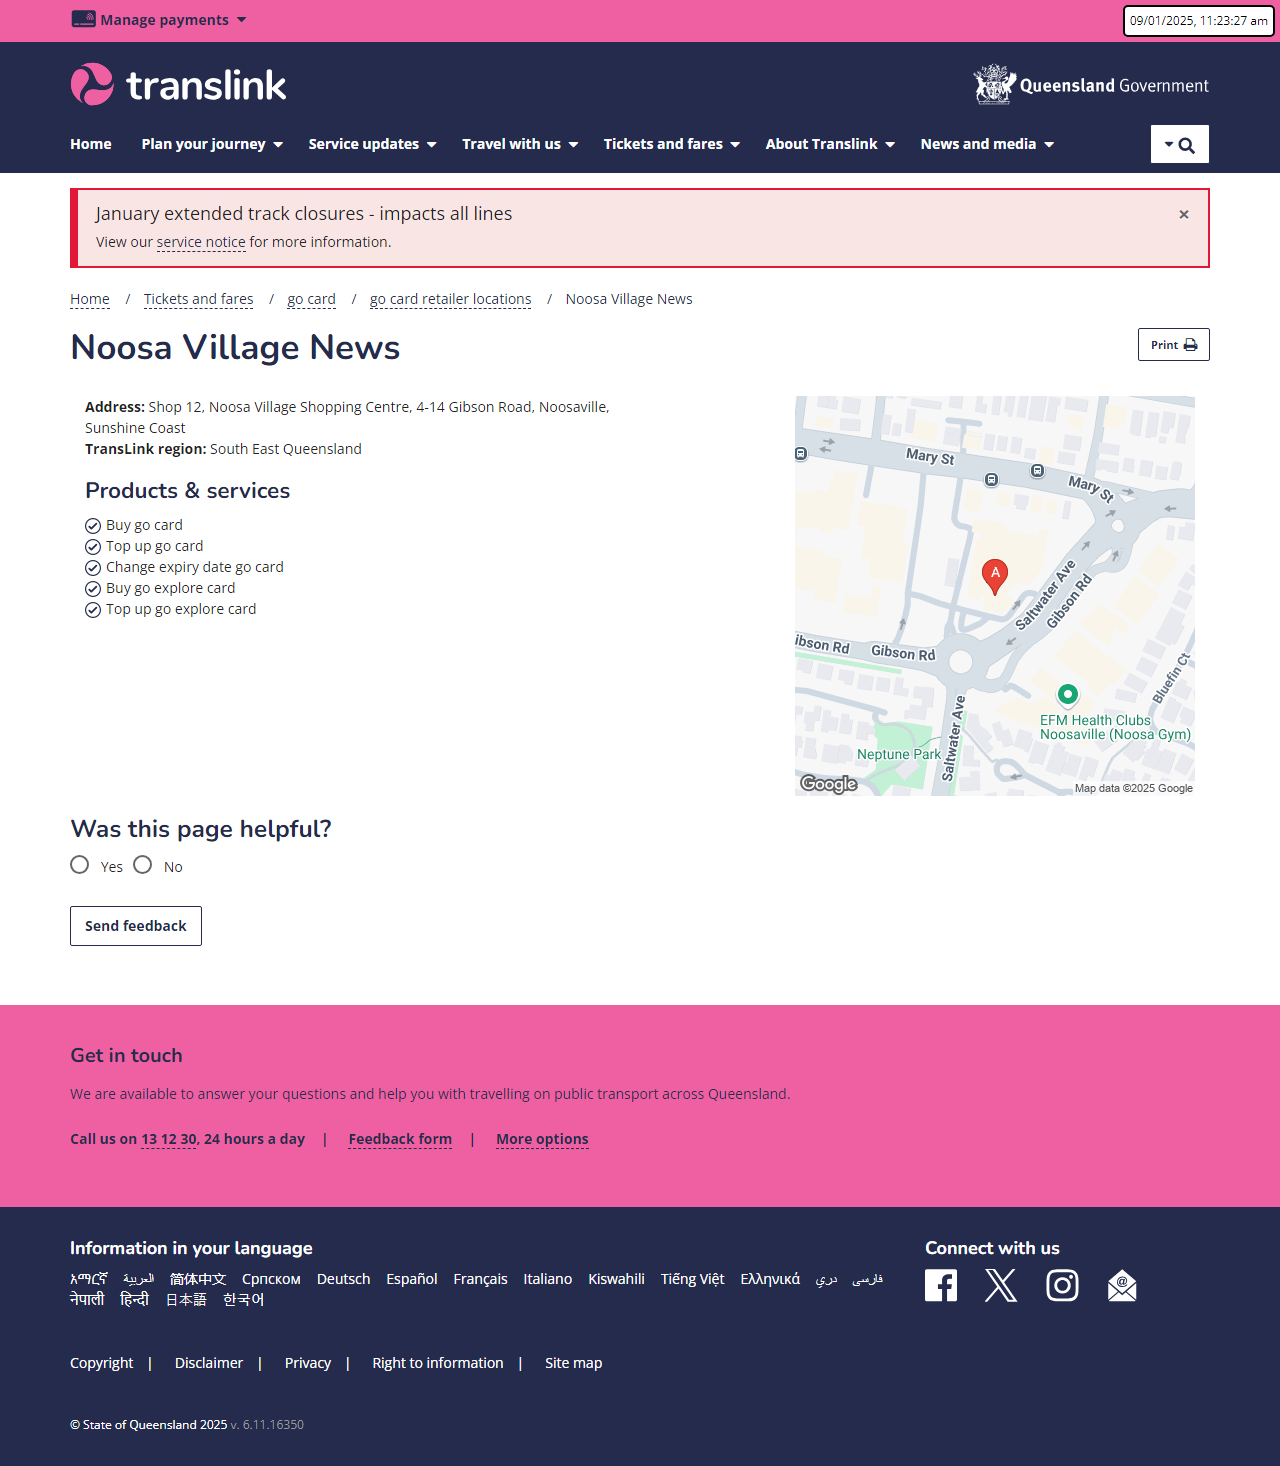 Manage payments
09/01/2025, 11:23:27 am
translink
Queensland Government
Home Plan your journey Service updates Travel with us Tickets and fares About Translink News and media
January extended track closures - impacts all lines
×
View our service notice for more information.
Home / Tickets and fares / go card / go card retailer locations / Noosa Village News
Noosa Village News
Print
Address: Shop 12, Noosa Village Shopping Centre, 4-14 Gibson Road, Noosaville,
Sunshine Coast
TransLink region: South East Queensland
Products & services
Buy go card
Top up go card
Change expiry date go card
Buy go explore card
Top up go explore card
Mary St
Mary St
A
Saltwater Ave
Gibson Rd
ibson Rd
Gibson Rd
Bluefin Ct
EFM Health Clubs
Noosaville (Noosa Gym)
Saltwater Ave
Neptune Park
Google
Map data ©2025 Google
Was this page helpful?
Yes No
Send feedback
Get in touch
We are available to answer your questions and help you with travelling on public transport across Queensland.
Call us on 13 12 30, 24 hours a day | Feedback form | More options
Information in your language
አማርኛ العربية 简体中文 Српском Deutsch Español Français Italiano Kiswahili Tiếng Việt Ελληνικά دري فارسی
नेपाली हिन्दी 日本語 한국어
Connect with us
Copyright | Disclaimer | Privacy | Right to information | Site map
© State of Queensland 2025 v. 6.11.16350